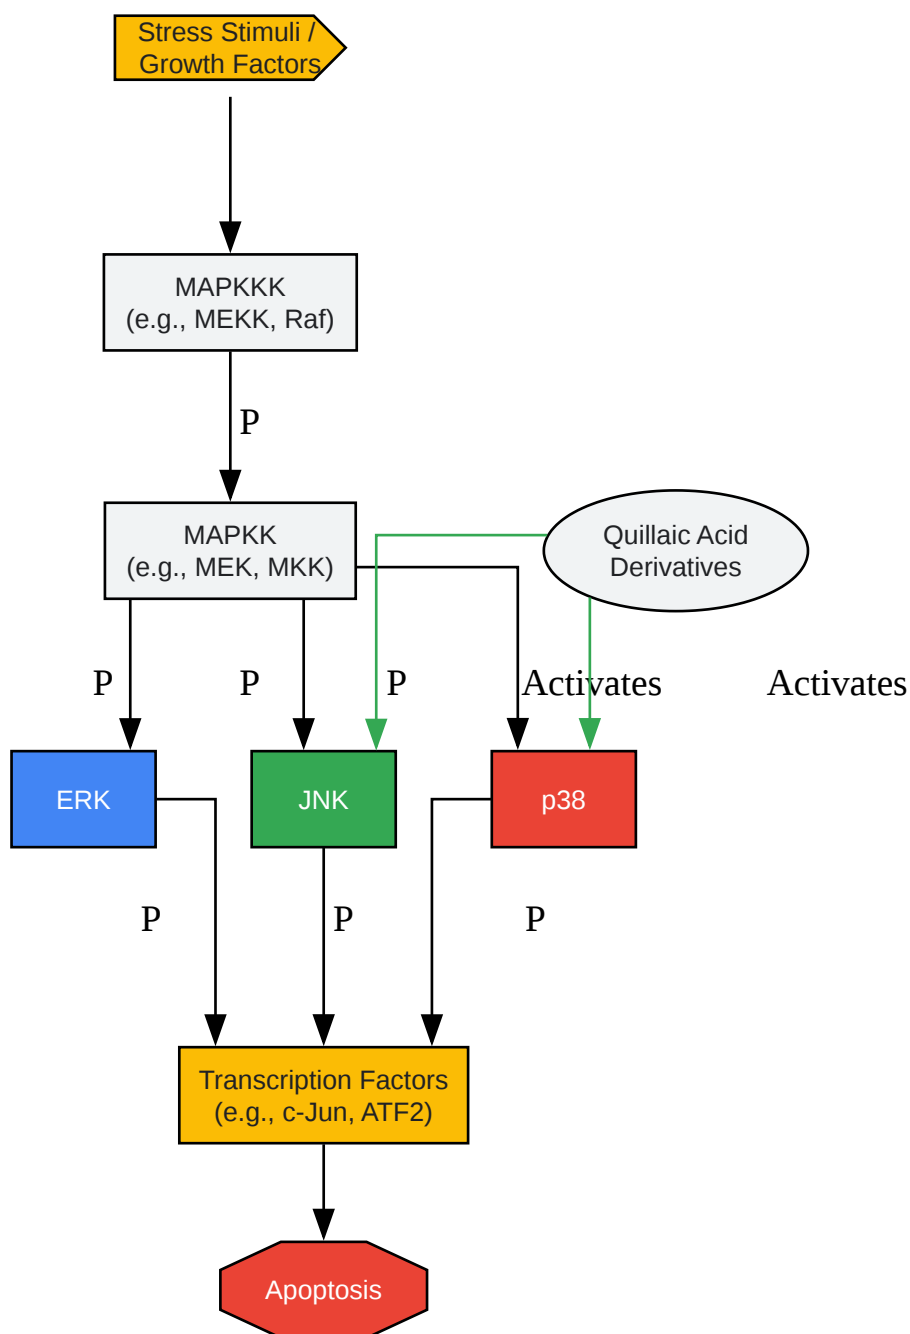 Stress Stimuli /
Growth Factors
MAPKKK
(e.g., MEKK, Raf)
P
MAPKK
(e.g., MEK, MKK)
Quillaic Acid
Derivatives
P
P
P
Activates
Activates
ERK
JNK
p38
P
P
P
Transcription Factors
(e.g., c-Jun, ATF2)
Apoptosis